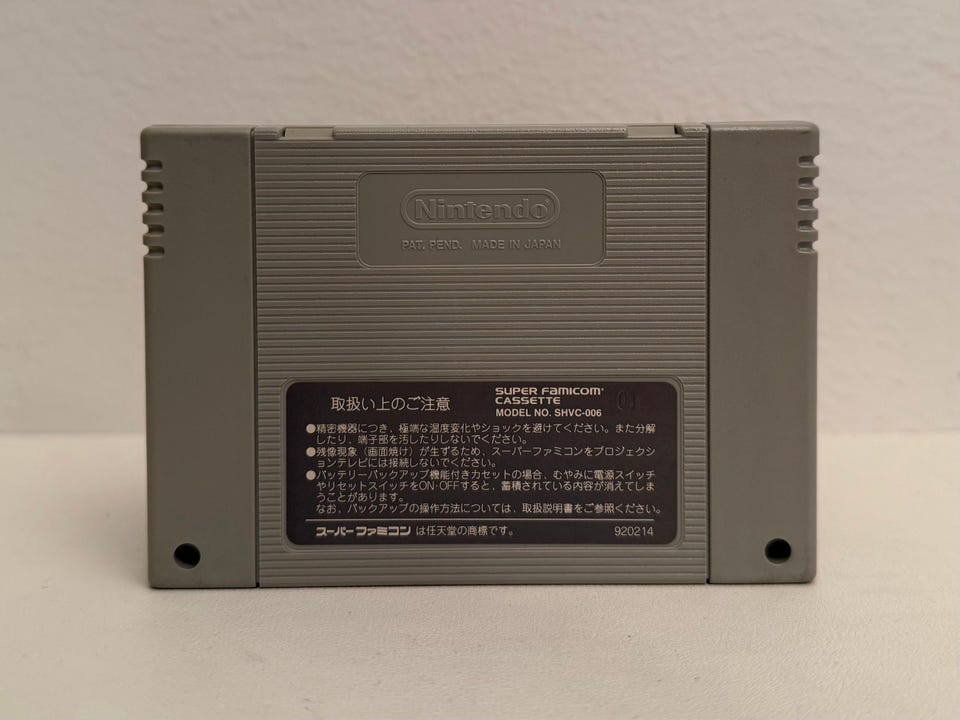 Nintendo®
PAT. PEND. MADE IN JAPAN
取扱い上のご注意
SUPER FAMICOM®
CASSETTE
MODEL NO. SHVC-006
01
●精密機器につき、極端な温度変化やショックを避けてください。また分解
したり、端子部を汚したりしないでください。
●残像現象（画面焼け）が生ずるため、スーパーファミコンをプロジェクシ
ョンテレビには接続しないでください。
●バッテリーバックアップ機能付きカセットの場合、むやみに電源スイッチ
やリセットスイッチをON·OFFすると、蓄積されている内容が消えてしま
うことがあります。
なお、バックアップの操作方法については、取扱説明書をご参照ください。
スーパーファミコン は任天堂の商標です。
920214